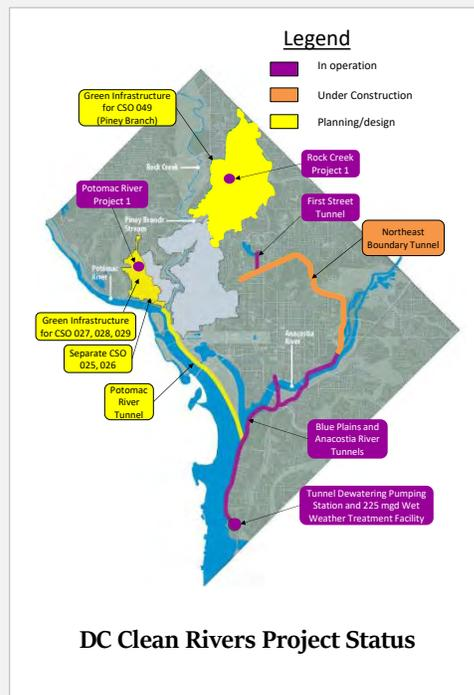 Legend
In operation
Under Construction
Planning/design
Green Infrastructure
for CSO 049
(Piney Branch)
Rock Creek
Rock Creek
Project 1
Potomac River
Project 1
First Street
Tunnel
Piney Branch
Stream
Northeast
Boundary Tunnel
Potomac
River
Green Infrastructure
for CSO 027, 028, 029
Anacostia
River
Separate CSO
025, 026
Potomac
River
Tunnel
Blue Plains and
Anacostia River
Tunnels
Tunnel Dewatering Pumping
Station and 225 mgd Wet
Weather Treatment Facility
DC Clean Rivers Project Status